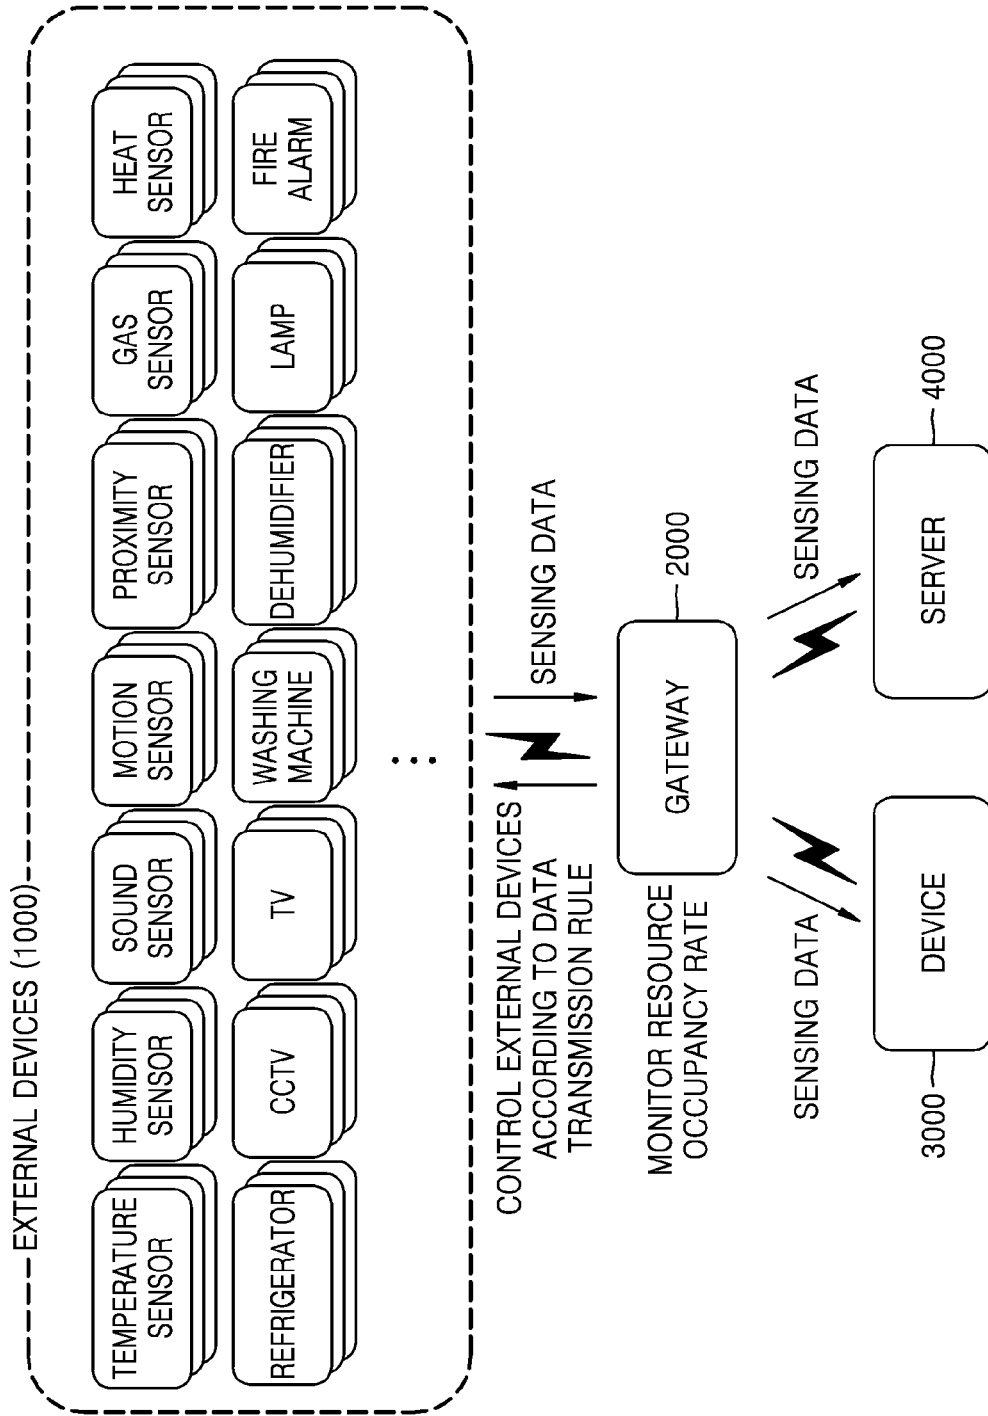 EXTERNAL DEVICES (1000)
TEMPERATURE
SENSOR
HUMIDITY
SENSOR
SOUND
SENSOR
MOTION
SENSOR
PROXIMITY
SENSOR
GAS
SENSOR
HEAT
SENSOR
REFRIGERATOR
CCTV
TV
WASHING
MACHINE
DEHUMIDIFIER
LAMP
FIRE
ALARM
...
CONTROL EXTERNAL DEVICES
ACCORDING TO DATA
TRANSMISSION RULE
SENSING DATA
MONITOR RESOURCE
OCCUPANCY RATE
GATEWAY
2000
SENSING DATA
SENSING DATA
3000
DEVICE
SERVER
4000